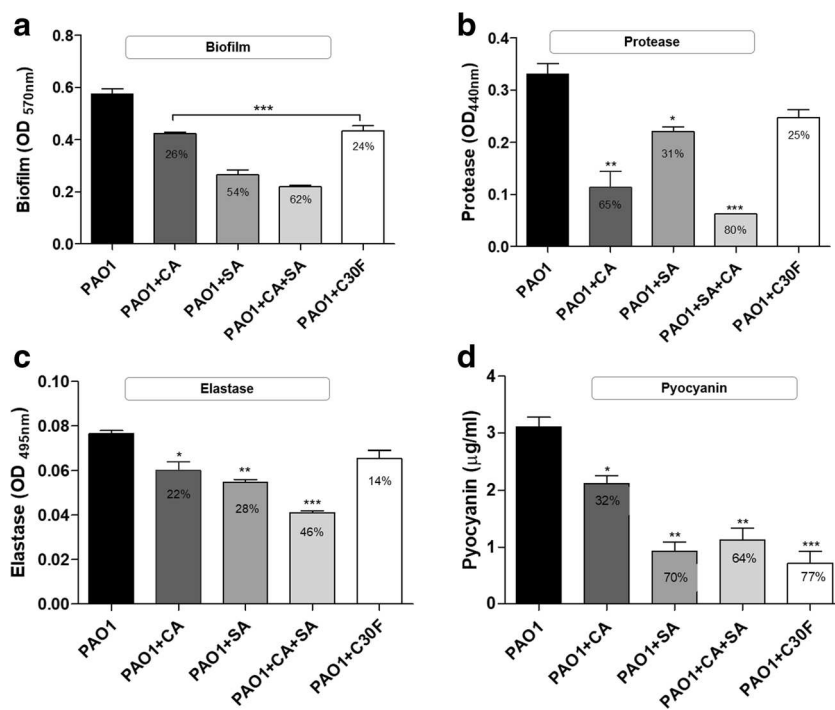 a
Biofilm
Biofilm (OD 570nm)
0.8
0.6
0.4
0.2
0.0
***
26%
54%
62%
24%
PAO1
PAO1+CA
PAO1+SA
PAO1+CA+SA
PAO1+C30F
b
Protease
Protease (OD440nm)
0.4
0.3
0.2
0.1
0.0
**
*
***
65%
31%
80%
25%
PAO1
PAO1+CA
PAO1+SA
PAO1+SA+CA
PAO1+C30F
c
Elastase
Elastase (OD 495nm)
0.10
0.08
0.06
0.04
0.02
0.00
*
**
***
22%
28%
46%
14%
PAO1
PAO1+CA
PAO1+SA
PAO1+CA+SA
PAO1+C30F
d
Pyocyanin
Pyocyanin (µg/ml)
4
3
2
1
0
*
**
**
***
32%
70%
64%
77%
PAO1
PAO1+CA
PAO1+SA
PAO1+CA+SA
PAO1+C30F